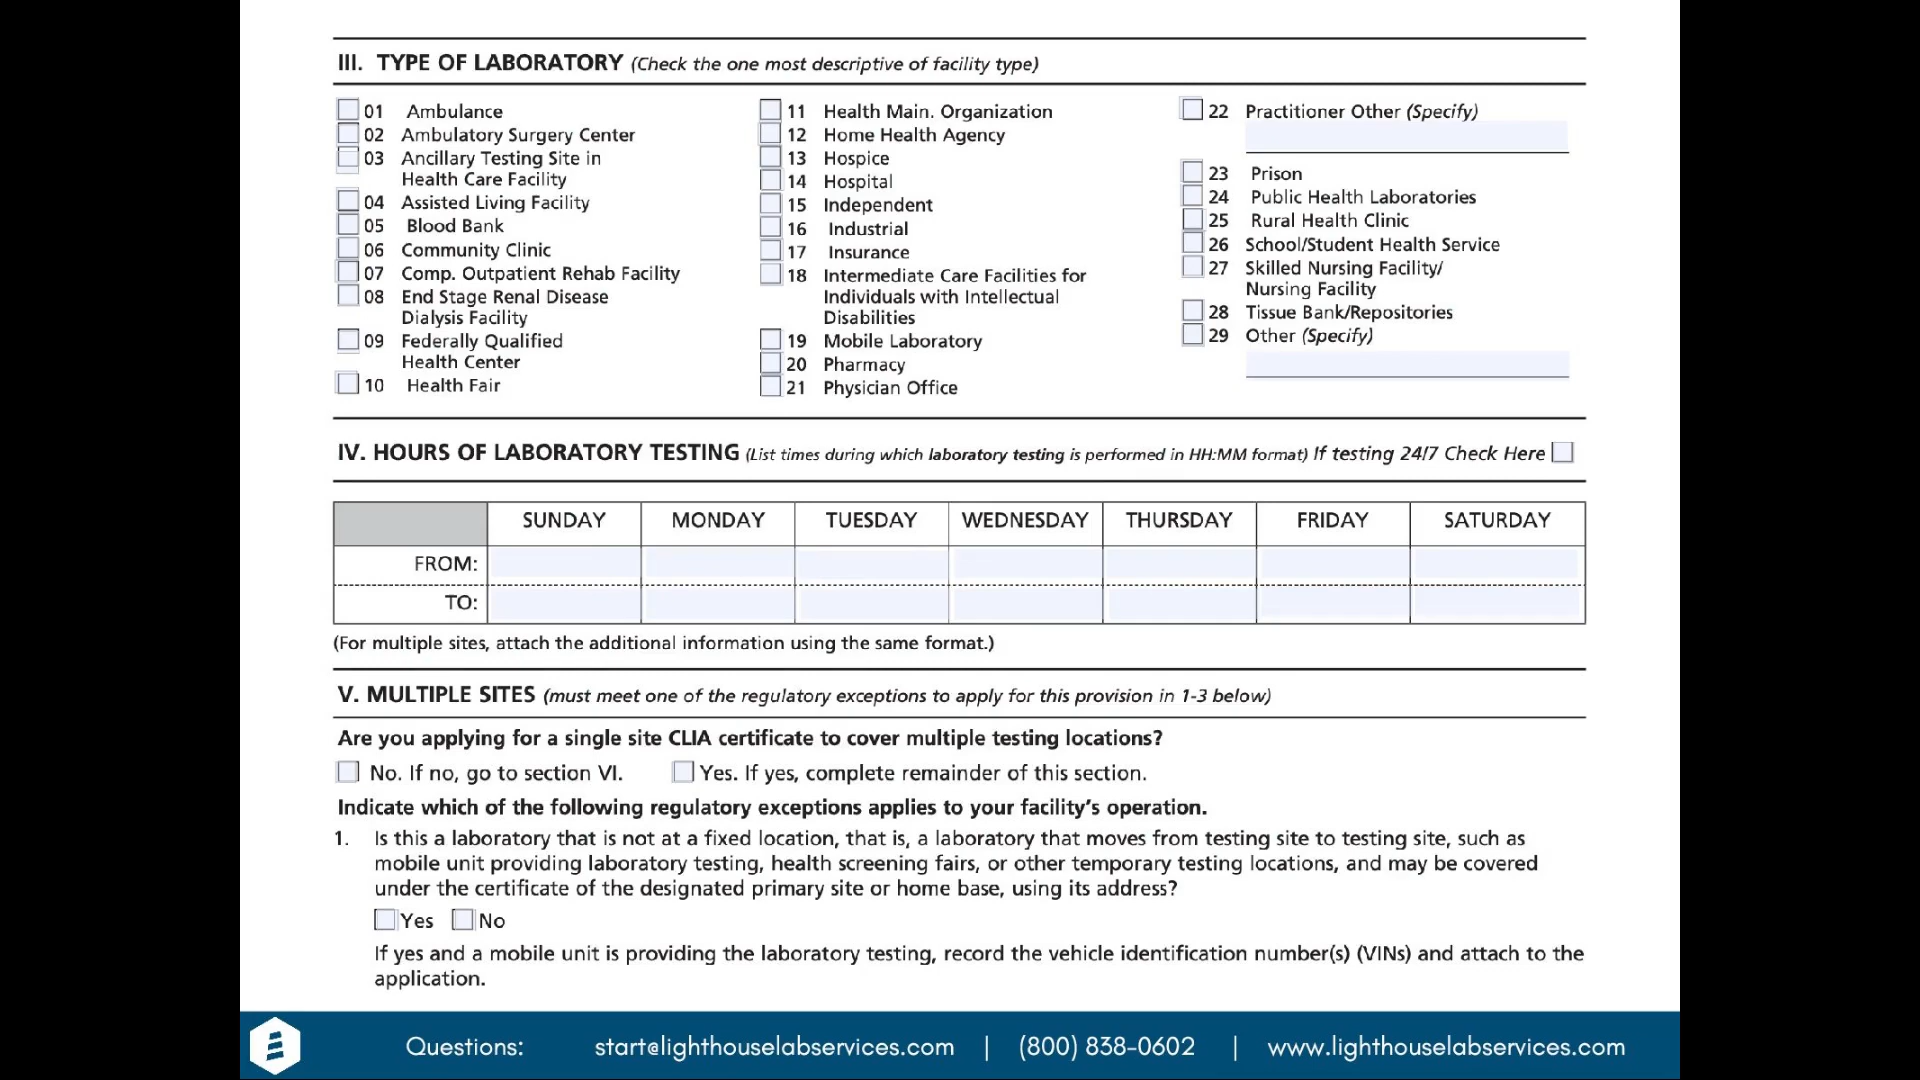 III. TYPE OF LABORATORY (Check the one most descriptive of facility type)
01 Ambulance
02 Ambulatory Surgery Center
03 Ancillary Testing Site in
Health Care Facility
04 Assisted Living Facility
05 Blood Bank
06 Community Clinic
07 Comp. Outpatient Rehab Facility
08 End Stage Renal Disease
Dialysis Facility
09 Federally Qualified
Health Center
10 Health Fair
11 Health Main. Organization
12 Home Health Agency
13 Hospice
14 Hospital
15 Independent
16 Industrial
17 Insurance
18 Intermediate Care Facilities for
Individuals with Intellectual
Disabilities
19 Mobile Laboratory
20 Pharmacy
21 Physician Office
22 Practitioner Other (Specify)
23 Prison
24 Public Health Laboratories
25 Rural Health Clinic
26 School/Student Health Service
27 Skilled Nursing Facility/
Nursing Facility
28 Tissue Bank/Repositories
29 Other (Specify)
IV. HOURS OF LABORATORY TESTING (List times during which laboratory testing is performed in HH:MM format) If testing 24/7 Check Here
SUNDAY MONDAY TUESDAY WEDNESDAY THURSDAY FRIDAY SATURDAY
FROM:
TO:
(For multiple sites, attach the additional information using the same format.)
V. MULTIPLE SITES (must meet one of the regulatory exceptions to apply for this provision in 1-3 below)
Are you applying for a single site CLIA certificate to cover multiple testing locations?
No. If no, go to section VI. Yes. If yes, complete remainder of this section.
Indicate which of the following regulatory exceptions applies to your facility's operation.
1. Is this a laboratory that is not at a fixed location, that is, a laboratory that moves from testing site to testing site, such as
mobile unit providing laboratory testing, health screening fairs, or other temporary testing locations, and may be covered
under the certificate of the designated primary site or home base, using its address?
Yes No
If yes and a mobile unit is providing the laboratory testing, record the vehicle identification number(s) (VINs) and attach to the
application.
Questions: start@lighthouselabservices.com | (800) 838-0602 | www.lighthouselabservices.com